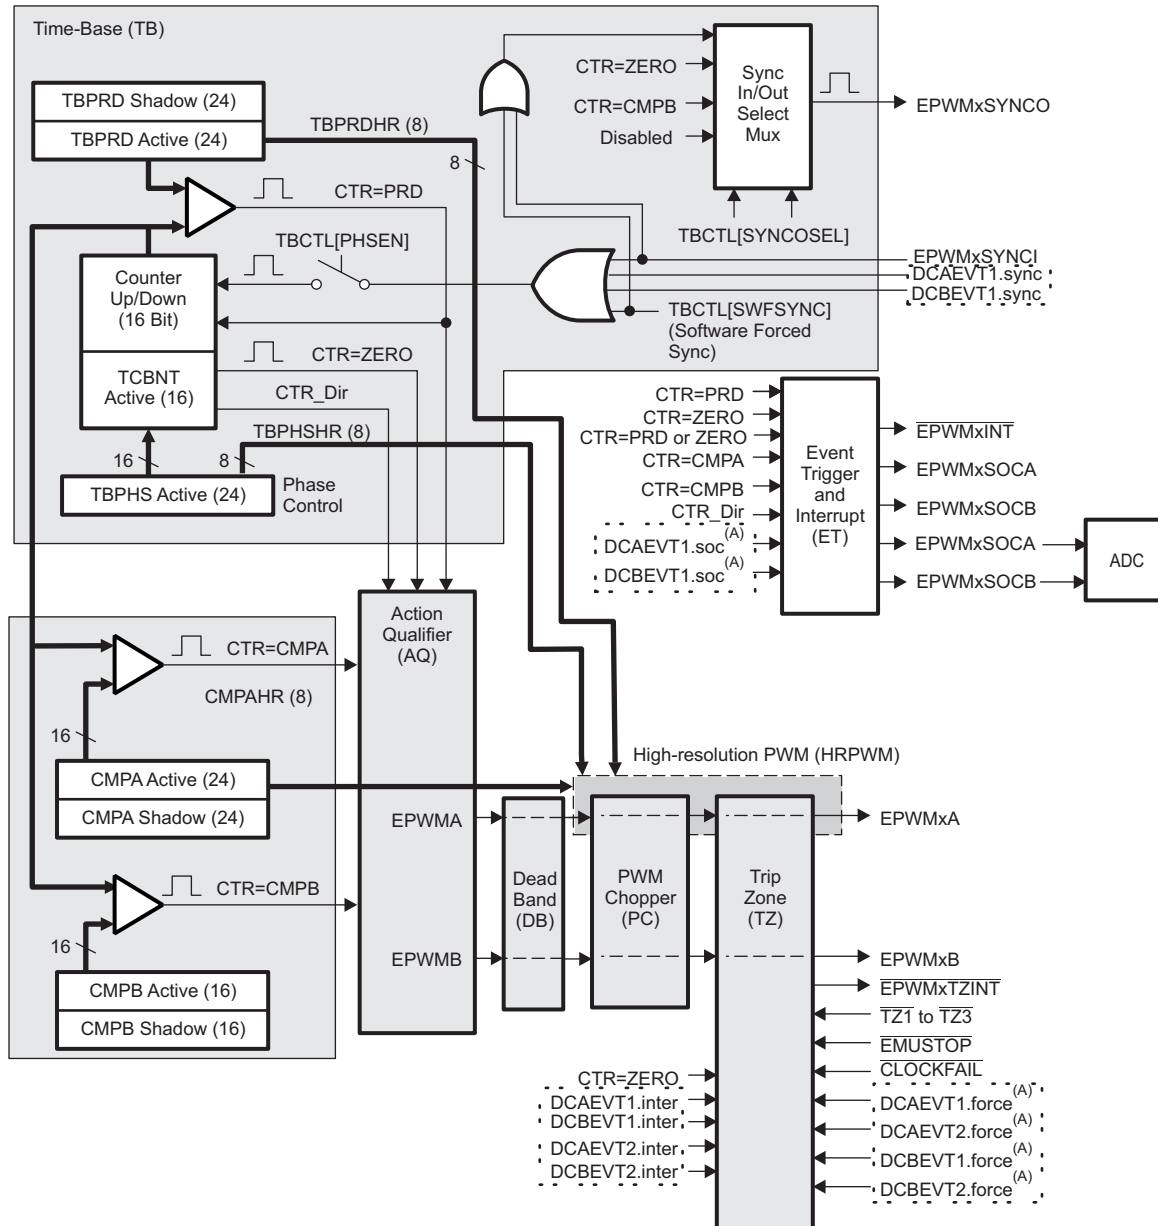 Time-Base (TB)
TBPRD Shadow (24)
TBPRD Active (24)
TBPRDHR (8)
8
CTR=PRD
TBCTL[PHSEN]
Counter
Up/Down
(16 Bit)
TCBNT
Active (16)
CTR=ZERO
CTR_Dir
TBPHSHR (8)
16
8
TBPHS Active (24)
Phase
Control
CTR=ZERO
CTR=CMPB
Disabled
Sync
In/Out
Select
Mux
EPWMxSYNCO
TBCTL[SYNCOSEL]
EPWMxSYNCI
DCAEVT1.sync
DCBEVT1.sync
TBCTL[SWFSYNC]
(Software Forced
Sync)
CTR=PRD
CTR=ZERO
CTR=PRD or ZERO
CTR=CMPA
CTR=CMPB
CTR_Dir
DCAEVT1.soc(A)
DCBEVT1.soc(A)
Event
Trigger
and
Interrupt
(ET)
EPWMxINT
EPWMxSOCA
EPWMxSOCB
EPWMxSOCA
EPWMxSOCB
ADC
Action
Qualifier
(AQ)
CTR=CMPA
CMPAHR (8)
16
CMPA Active (24)
CMPA Shadow (24)
CTR=CMPB
16
CMPB Active (16)
CMPB Shadow (16)
EPWMA
EPWMB
High-resolution PWM (HRPWM)
Dead
Band
(DB)
PWM
Chopper
(PC)
Trip
Zone
(TZ)
EPWMxA
EPWMxB
EPWMxTZINT
TZ1 to TZ3
EMUSTOP
CLOCKFAIL
DCAEVT1.force(A)
DCAEVT2.force(A)
DCBEVT1.force(A)
DCBEVT2.force(A)
CTR=ZERO
DCAEVT1.inter
DCBEVT1.inter
DCAEVT2.inter
DCBEVT2.inter